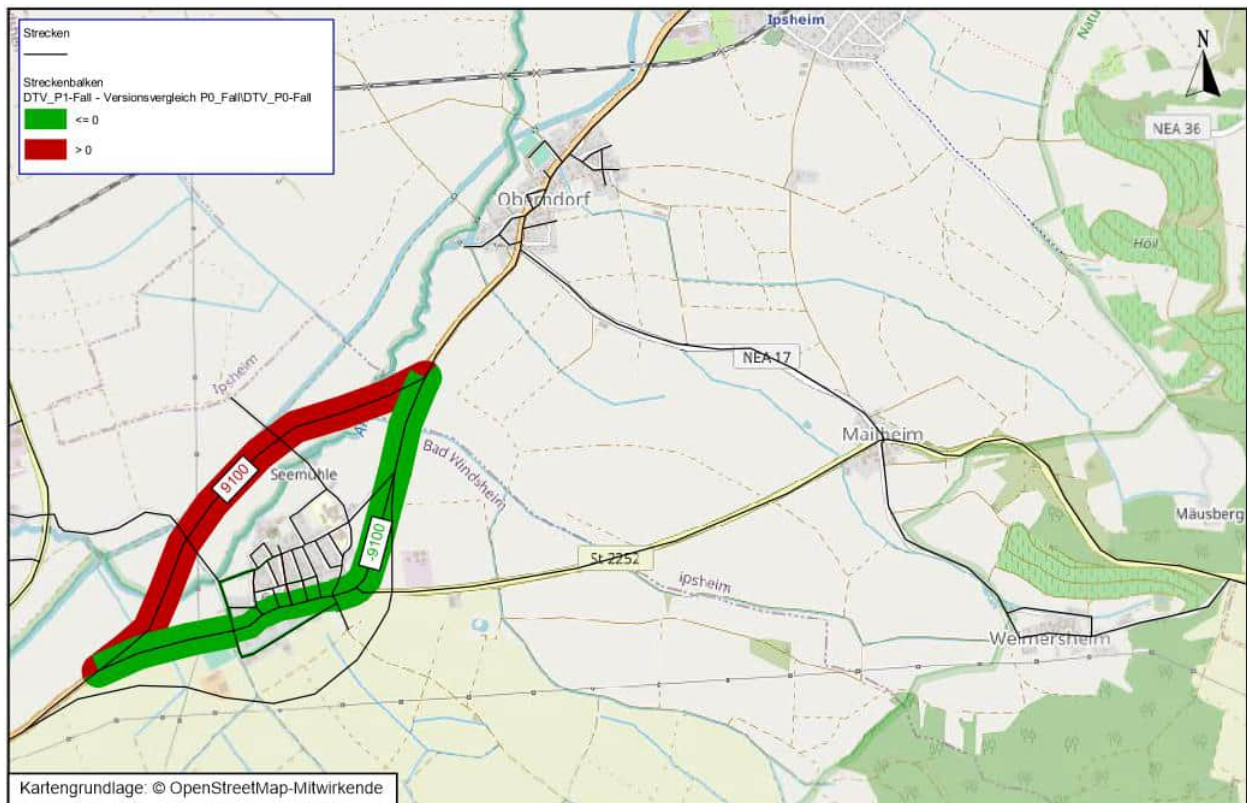 Strecken
Streckenbalken
DTV_P1-Fall - Versionsvergleich P0_Fall\DTV_P0-Fall
<= 0
> 0
Ipsheim
N
NEA 36
Oberndorf
Höll
NEA 17
Ipsheim
Mailheim
Bad Windsheim
9100
Seemühle
Mäusberg
-9100
St 2252
ipsheim
Weimersheim
Kartengrundlage: © OpenStreetMap-Mitwirkende